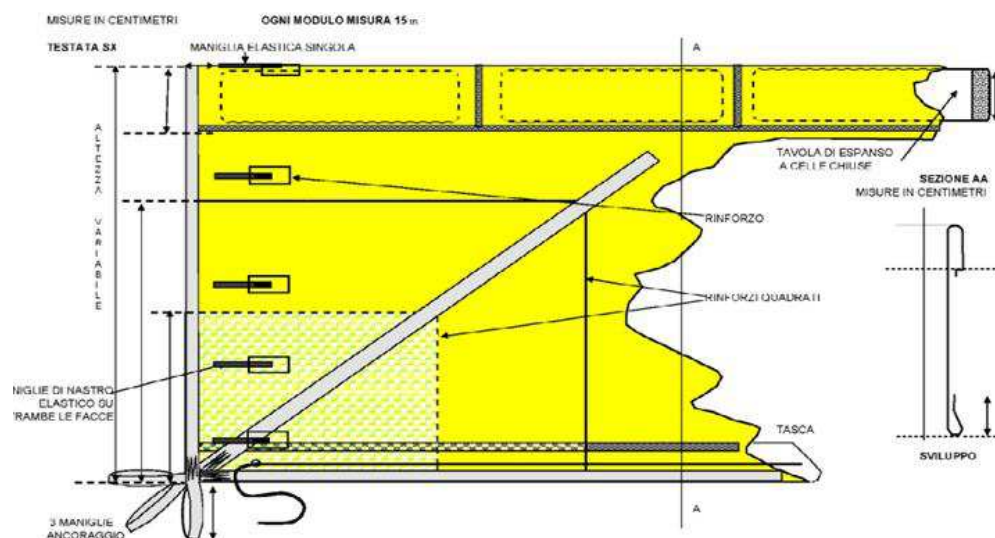 MISURE IN CENTIMETRI
OGNI MODULO MISURA 15 m
TESTATA SX
MANIGLIA ELASTICA SINGOLA
A
TAVOLA DI ESPANSO
A CELLE CHIUSE
SEZIONE AA
MISURE IN CENTIMETRI
ALTEZZA VARIABILE
RINFORZO
RINFORZI QUADRATI
NIGLIE DI NASTRO
ELASTICO SU
TRAMBE LE FACCE
TASCA
SVILUPPO
3 MANIGLIE
ANCORAGGIO
A